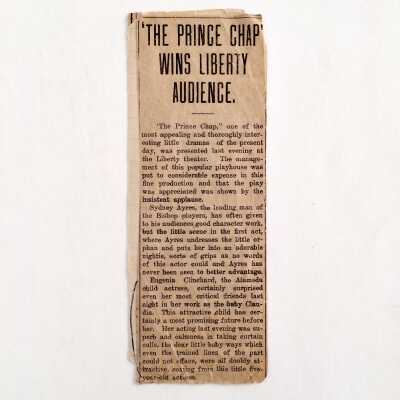 'THE PRINCE CHAP'
WINS LIBERTY
AUDIENCE.
"The Prince Chap," one of the
most appealing and thoroughly inter-
esting little dramas of the present
day, was presented last evening at
the Liberty theater. The manage-
ment of this popular playhouse was
put to considerable expense in this
fine production and that the play
was appreciated was shown by the
insistent applause.
Sydney Ayres, the leading man of
the Bishop players, has often given
to his audiences good character work,
but the little scene in the first act,
where Ayres undresses the little or-
phan and puts her into an adorable
nightie, sorts of grips as no words
of this actor could and Ayres has
never been seen to better advantage.
Eugenie Clinchard, the Alameda
child actress, certainly surprised
even her most critical friends last
night in her work as the baby Clau-
dia. This attractive child has cer-
tainly a most promising future before
her. Her acting last evening was su-
perb and calmness in taking curtain
calls, the dear little baby ways which
even the trained lines of the part
could not efface, were all doubly at-
tractive, coming from this little five-
year-old actress.